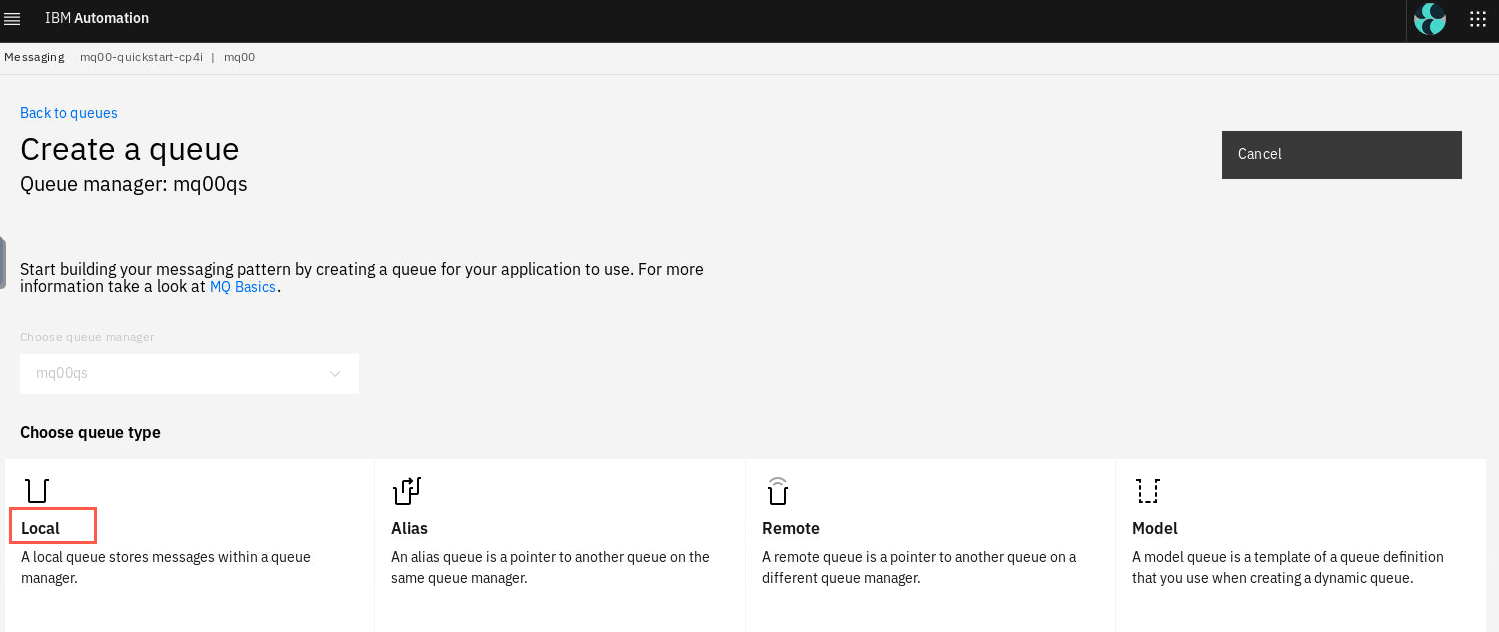 IBM Automation
Messaging mq00-quickstart-cp4i | mq00
Back to queues
Create a queue
Cancel
Queue manager: mq00qs
Start building your messaging pattern by creating a queue for your application to use. For more
information take a look at MQ Basics.
Choose queue manager
mq00qs
Choose queue type
Local
A local queue stores messages within a queue
manager.
Alias
An alias queue is a pointer to another queue on the
same queue manager.
Remote
A remote queue is a pointer to another queue on a
different queue manager.
Model
A model queue is a template of a queue definition
that you use when creating a dynamic queue.